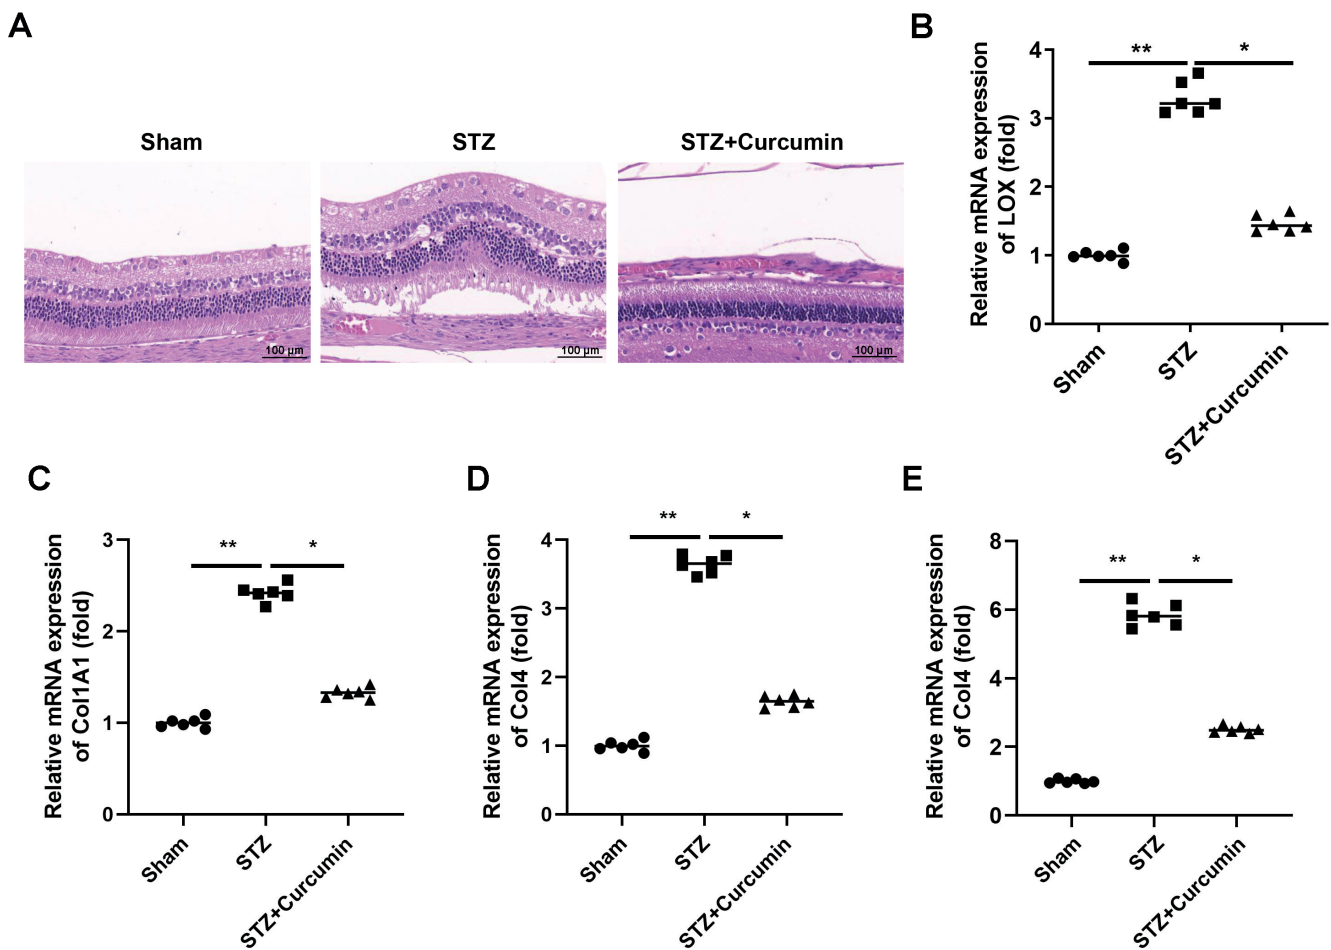 A
Sham
STZ
STZ+Curcumin
100 μm
100 μm
100 μm
B
Relative mRNA expression
of LOX (fold)
4
3
2
1
0
**
*
Sham
STZ
STZ+Curcumin
C
Relative mRNA expression
of Col1A1 (fold)
3
2
1
0
**
*
Sham
STZ
STZ+Curcumin
D
Relative mRNA expression
of Col4 (fold)
4
3
2
1
0
**
*
Sham
STZ
STZ+Curcumin
E
Relative mRNA expression
of Col4 (fold)
8
6
4
2
0
**
*
Sham
STZ
STZ+Curcumin